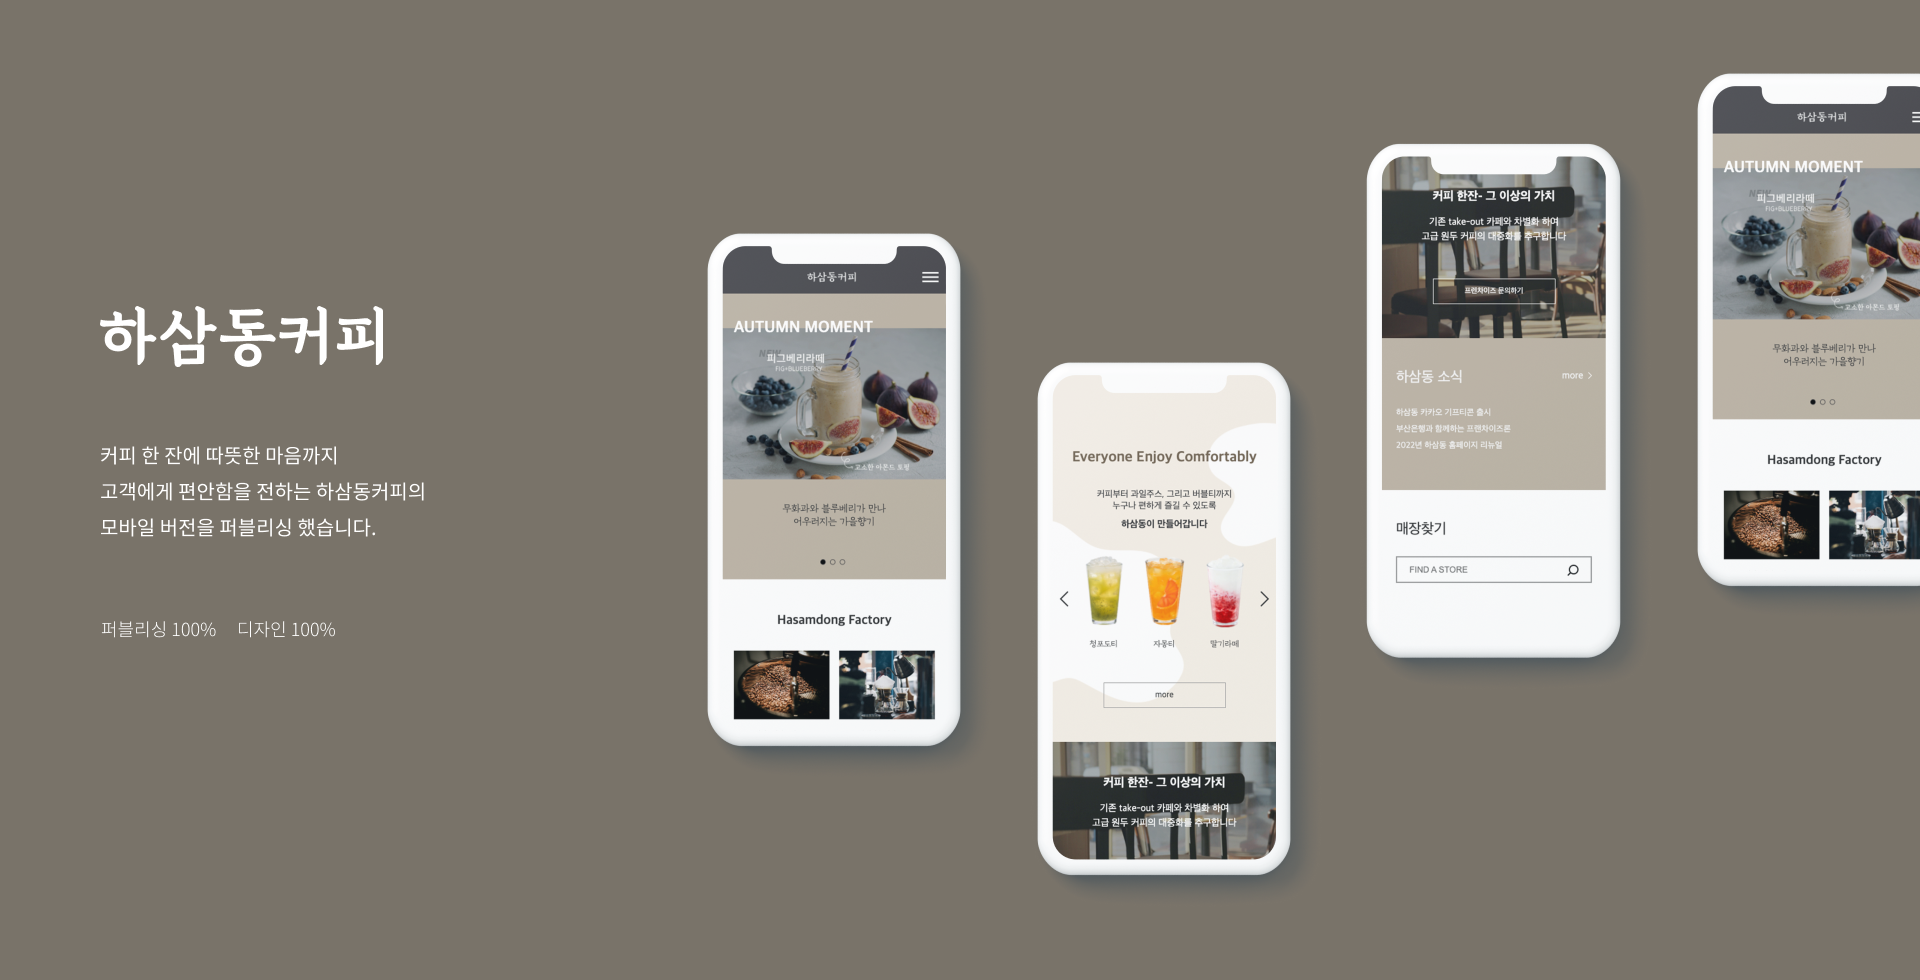 하삼동커피
커피 한 잔에 따뜻한 마음까지
고객에게 편안함을 전하는 하삼동커피의
모바일 버전을 퍼블리싱 했습니다.
퍼블리싱 100% 디자인 100%
하삼동커피
AUTUMN MOMENT
NEW
피그베리라떼
FIG+BLUEBERRY
고소한 아몬드 토핑
무화과와 블루베리가 만나
어우러지는 가을향기
Hasamdong Factory
Everyone Enjoy Comfortably
커피부터 과일주스, 그리고 버블티까지
누구나 편하게 즐길 수 있도록
하삼동이 만들어갑니다
청포도티 자몽티 딸기라떼
more
커피 한잔- 그 이상의 가치
기존 take-out 카페와 차별화 하여
고급 원두 커피의 대중화를 추구합니다
커피 한잔- 그 이상의 가치
기존 take-out 카페와 차별화 하여
고급 원두 커피의 대중화를 추구합니다
프렌차이즈 문의하기
하삼동 소식 more
하삼동 카카오 기프티콘 출시
부산은행과 함께하는 프랜차이즈론
2022년 하삼동 홈페이지 리뉴얼
매장찾기
FIND A STORE
하삼동커피
AUTUMN MOMENT
NEW
피그베리라떼
FIG+BLUEBERRY
고소한 아몬드 토핑
무화과와 블루베리가 만나
어우러지는 가을향기
Hasamdong Factory